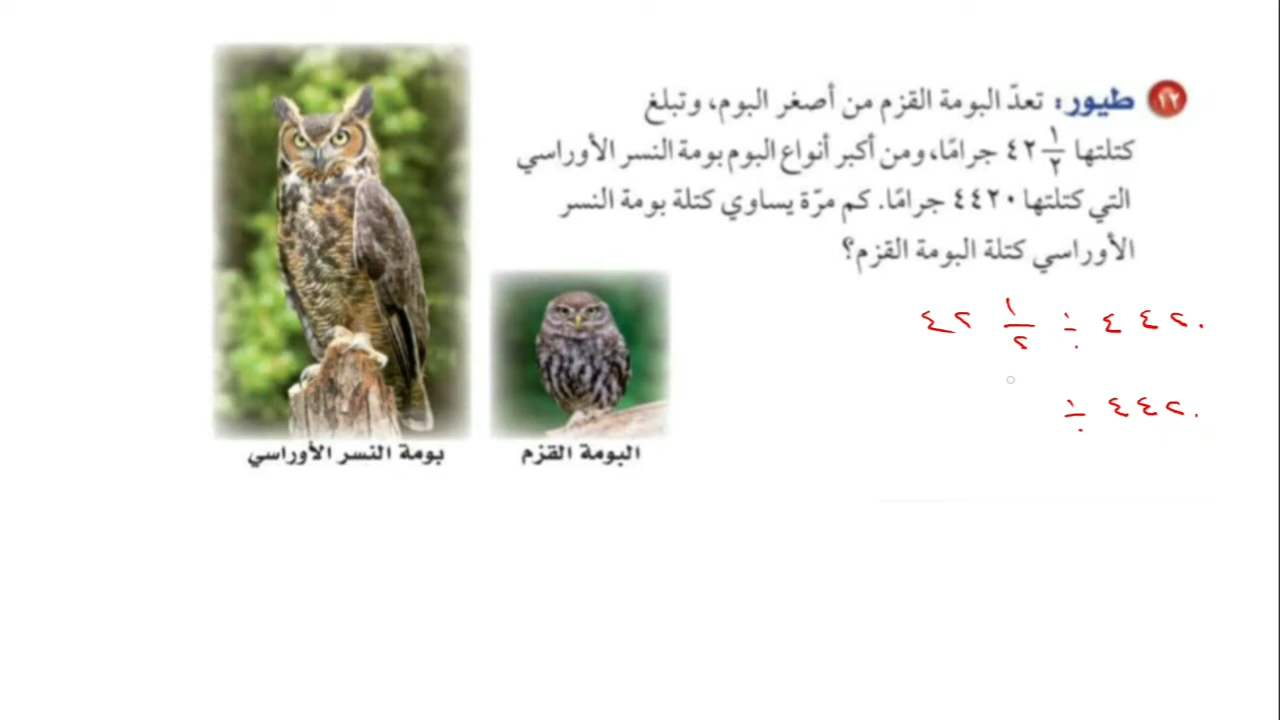 ١٢ طيور: تعدّ البومة القزم من أصغر البوم، وتبلغ
كتلتها ٤٢ ١/٢ جرامًا، ومن أكبر أنواع البوم بومة النسر الأوراسي
التي كتلتها ٤٤٢٠ جرامًا. كم مرّة يساوي كتلة بومة النسر
الأوراسي كتلة البومة القزم؟
٤٤٢٠ ÷ ٤٢ ١/٢
٤٤٢٠ ÷
البومة القزم
بومة النسر الأوراسي